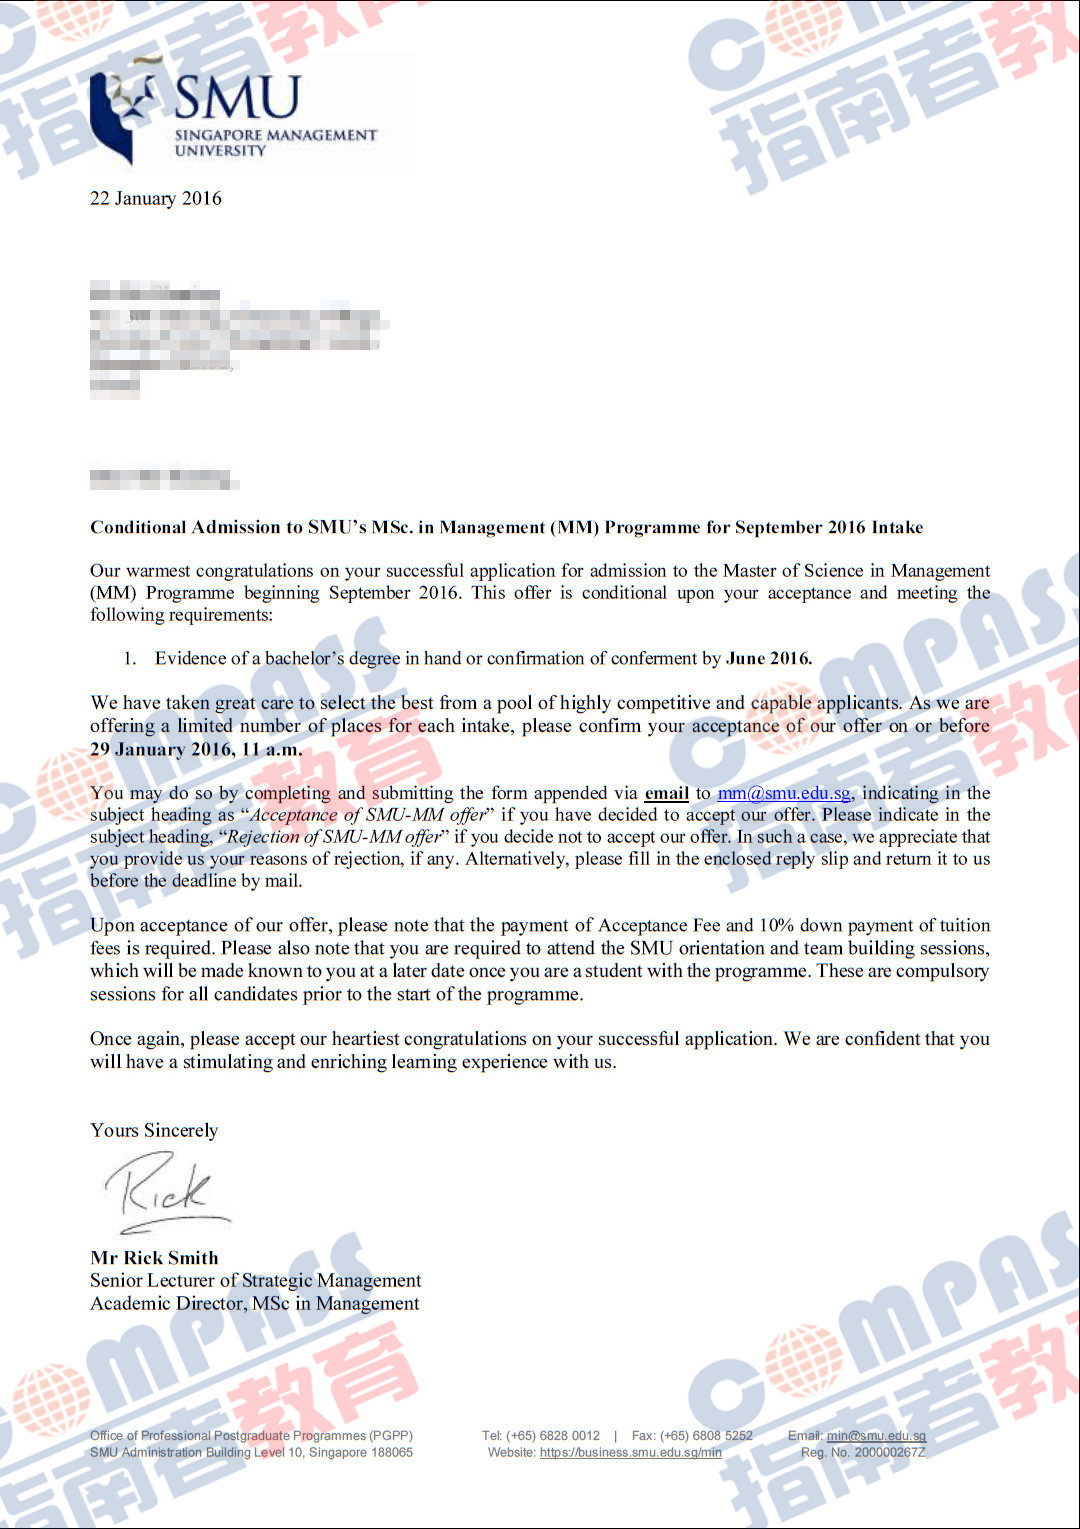 SMU
SINGAPORE MANAGEMENT
UNIVERSITY
22 January 2016
Conditional Admission to SMU’s MSc. in Management (MM) Programme for September 2016 Intake
Our warmest congratulations on your successful application for admission to the Master of Science in Management
(MM) Programme beginning September 2016. This offer is conditional upon your acceptance and meeting the
following requirements:
1. Evidence of a bachelor’s degree in hand or confirmation of conferment by June 2016.
We have taken great care to select the best from a pool of highly competitive and capable applicants. As we are
offering a limited number of places for each intake, please confirm your acceptance of our offer on or before
29 January 2016, 11 a.m.
You may do so by completing and submitting the form appended via email to mm@smu.edu.sg, indicating in the
subject heading as “Acceptance of SMU-MM offer” if you have decided to accept our offer. Please indicate in the
subject heading, “Rejection of SMU-MM offer” if you decide not to accept our offer. In such a case, we appreciate that
you provide us your reasons of rejection, if any. Alternatively, please fill in the enclosed reply slip and return it to us
before the deadline by mail.
Upon acceptance of our offer, please note that the payment of Acceptance Fee and 10% down payment of tuition
fees is required. Please also note that you are required to attend the SMU orientation and team building sessions,
which will be made known to you at a later date once you are a student with the programme. These are compulsory
sessions for all candidates prior to the start of the programme.
Once again, please accept our heartiest congratulations on your successful application. We are confident that you
will have a stimulating and enriching learning experience with us.
Yours Sincerely
Rick
Mr Rick Smith
Senior Lecturer of Strategic Management
Academic Director, MSc in Management
Office of Professional Postgraduate Programmes (PGPP) Tel: (+65) 6828 0012 | Fax: (+65) 6808 5252 Email: mim@smu.edu.sg
SMU Administration Building Level 10, Singapore 188065 Website: https://business.smu.edu.sg/mim Reg. No. 200000267Z
COMPASS
指南者教育